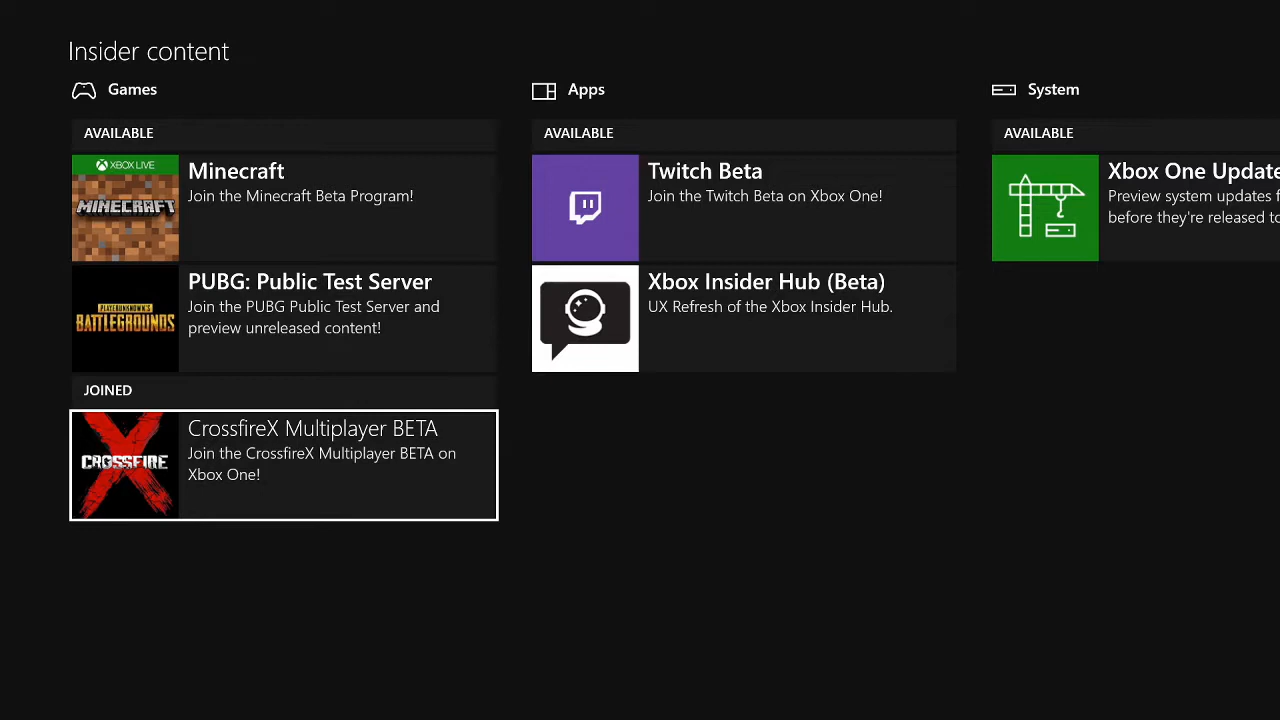 Insider content
Games
AVAILABLE
XBOX LIVE
MINECRAFT
Minecraft
Join the Minecraft Beta Program!
PLAYERUNKNOWN'S
BATTLEGROUNDS
PUBG: Public Test Server
Join the PUBG Public Test Server and
preview unreleased content!
JOINED
CROSSFIRE
X
CrossfireX Multiplayer BETA
Join the CrossfireX Multiplayer BETA on
Xbox One!
Apps
AVAILABLE
Twitch Beta
Join the Twitch Beta on Xbox One!
Xbox Insider Hub (Beta)
UX Refresh of the Xbox Insider Hub.
System
AVAILABLE
Xbox One Update
Preview system updates f
before they're released to